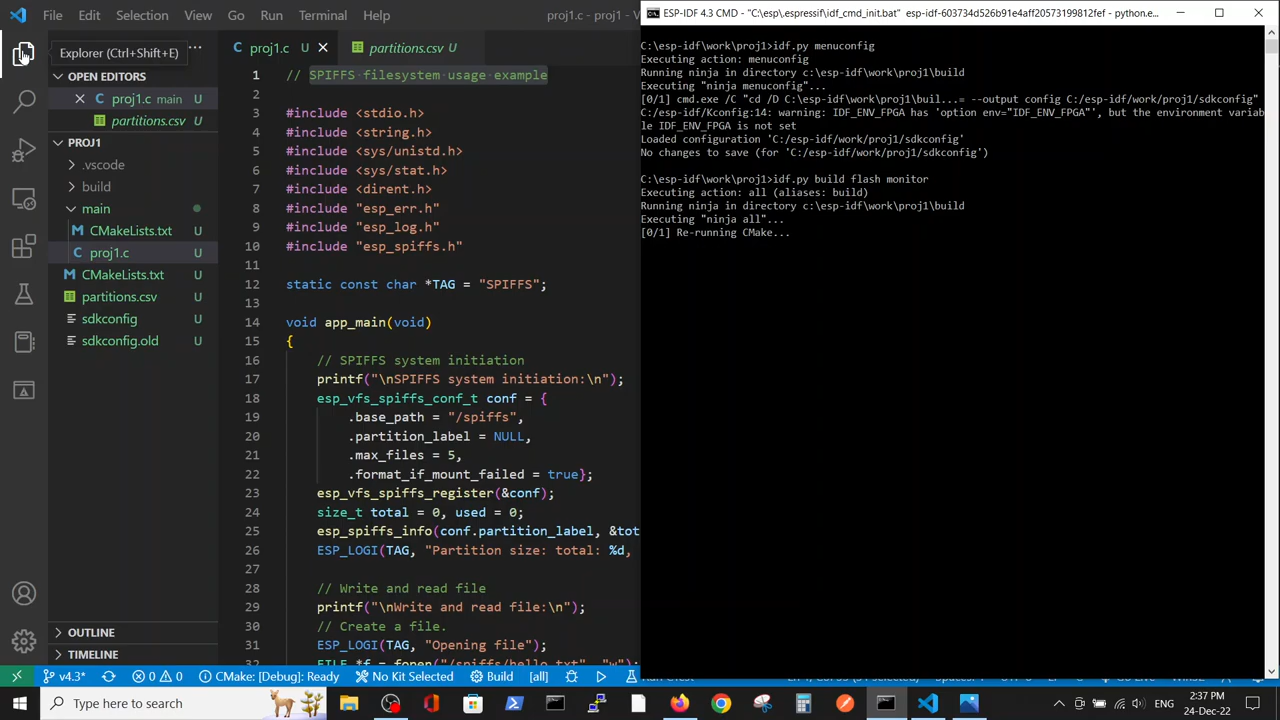 File Edit Selection View Go Run Terminal Help proj1.c - proj1
ESP-IDF 4.3 CMD - "C:\esp\.espressif\idf_cmd_init.bat" esp-idf-603734d526b91e4aff20573199812fef - python.e...
Explorer (Ctrl+Shift+E)
OPEN EDITORS
proj1.c main U
partitions.csv U
PROJ1
.vscode
build
main
CMakeLists.txt U
proj1.c U
CMakeLists.txt U
partitions.csv U
sdkconfig U
sdkconfig.old U
OUTLINE
TIMELINE
proj1.c U
partitions.csv U
1 // SPIFFS filesystem usage example
2
3 #include <stdio.h>
4 #include <string.h>
5 #include <sys/unistd.h>
6 #include <sys/stat.h>
7 #include <dirent.h>
8 #include "esp_err.h"
9 #include "esp_log.h"
10 #include "esp_spiffs.h"
11
12 static const char *TAG = "SPIFFS";
13
14 void app_main(void)
15 {
16 // SPIFFS system initiation
17 printf("\nSPIFFS system initiation:\n");
18 esp_vfs_spiffs_conf_t conf = {
19 .base_path = "/spiffs",
20 .partition_label = NULL,
21 .max_files = 5,
22 .format_if_mount_failed = true};
23 esp_vfs_spiffs_register(&conf);
24 size_t total = 0, used = 0;
25 esp_spiffs_info(conf.partition_label, &tot
26 ESP_LOGI(TAG, "Partition size: total: %d,
27
28 // Write and read file
29 printf("\nWrite and read file:\n");
30 // Create a file.
31 ESP_LOGI(TAG, "Opening file");
32 FILE *f = fopen("/spiffs/hello.txt", "w");
C:\esp-idf\work\proj1>idf.py menuconfig
Executing action: menuconfig
Running ninja in directory c:\esp-idf\work\proj1\build
Executing "ninja menuconfig"...
[0/1] cmd.exe /C "cd /D C:\esp-idf\work\proj1\buil...= --output config C:/esp-idf/work/proj1/sdkconfig"
C:/esp-idf/Kconfig:14: warning: IDF_ENV_FPGA has 'option env="IDF_ENV_FPGA"', but the environment variab
le IDF_ENV_FPGA is not set
Loaded configuration 'C:/esp-idf/work/proj1/sdkconfig'
No changes to save (for 'C:/esp-idf/work/proj1/sdkconfig')
C:\esp-idf\work\proj1>idf.py build flash monitor
Executing action: all (aliases: build)
Running ninja in directory c:\esp-idf\work\proj1\build
Executing "ninja all"...
[0/1] Re-running CMake...
v4.3* 0 0 CMake: [Debug]: Ready No Kit Selected Build [all]
Type here to search
ENG 2:37 PM
24-Dec-22